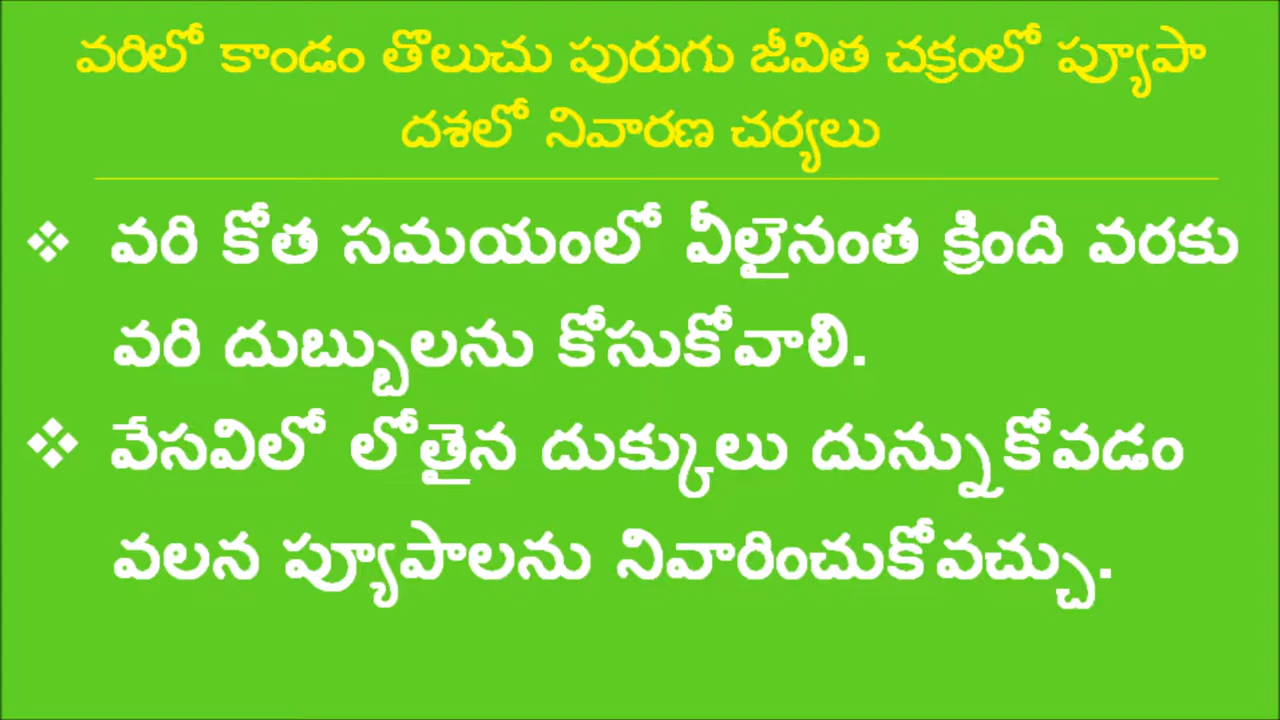 వరిలో కాండం తొలుచు పురుగు జీవిత చక్రంలో ప్యూపా
దశలో నివారణ చర్యలు
❖ వరి కోత సమయంలో వీలైనంత క్రింది వరకు
వరి దుబ్బులను కోసుకోవాలి.
❖ వేసవిలో లోతైన దుక్కులు దున్నుకోవడం
వలన ప్యూపాలను నివారించుకోవచ్చు.